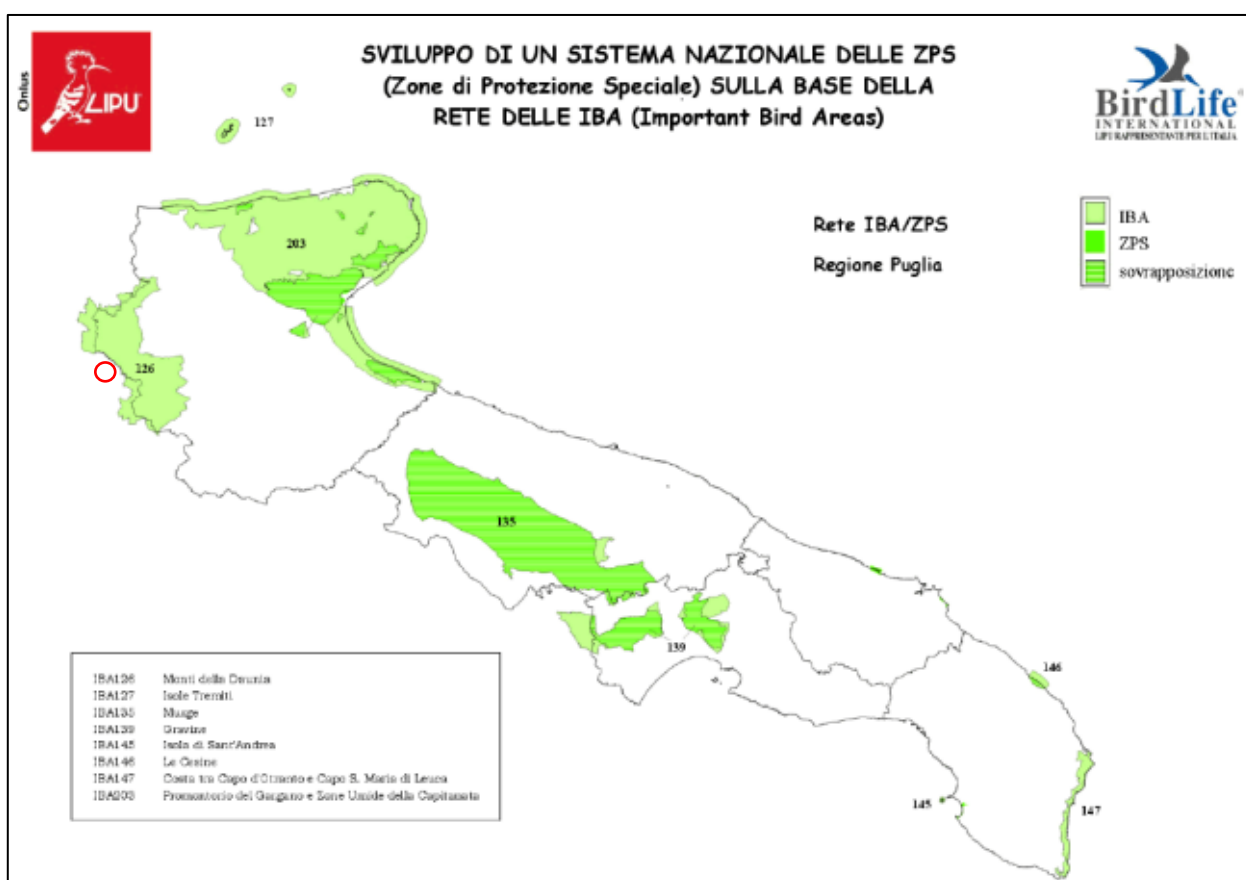 Onlus
LIPU
SVILUPPO DI UN SISTEMA NAZIONALE DELLE ZPS
(Zone di Protezione Speciale) SULLA BASE DELLA
RETE DELLE IBA (Important Bird Areas)
BirdLife
INTERNATIONAL
LIPU RAPPRESENTANTE PER L'ITALIA
127
Rete IBA/ZPS
Regione Puglia
IBA
ZPS
sovrapposizione
203
126
135
139
146
145
147
IBA126 Monti della Daunia
IBA127 Isole Tremiti
IBA135 Murge
IBA139 Gravine
IBA145 Isola di Sant'Andrea
IBA146 Le Cesine
IBA147 Costa tra Capo d'Otranto e Capo S. Maria di Leuca
IBA203 Promontorio del Gargano e Zone Umide della Capitanata